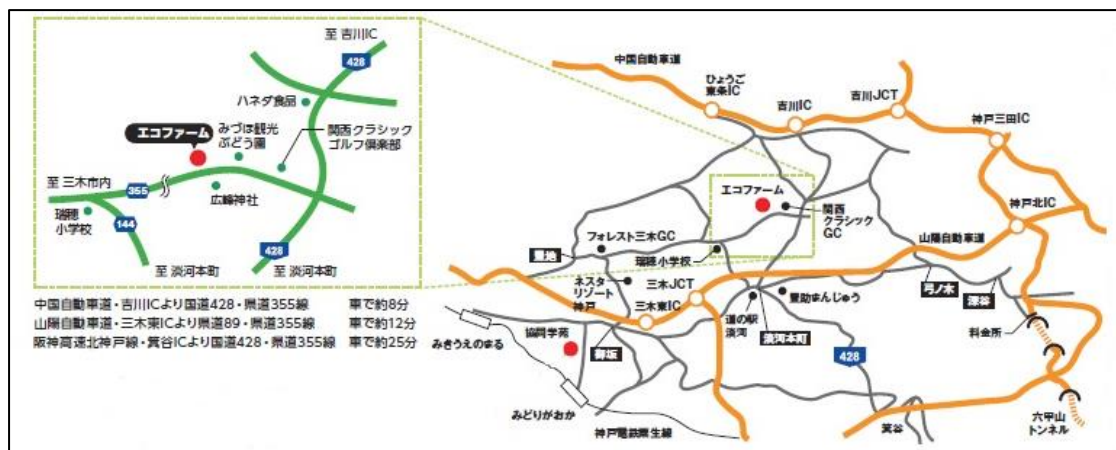 至 吉川IC
428
ハネダ食品
エコファーム
みづほ観光
ぶどう園
関西クラシック
ゴルフ倶楽部
至 三木市内
355
広峰神社
瑞穂
小学校
144
428
至 淡河本町
至 淡河本町
中国自動車道・吉川ICより国道428・県道355線 車で約8分
山陽自動車道・三木東ICより県道89・県道355線 車で約12分
阪神高速北神戸線・箕谷ICより国道428・県道355線 車で約25分
中国自動車道
ひょうご
東条IC
吉川IC
吉川JCT
神戸三田IC
エコファーム
関西
クラシック
GC
神戸北IC
フォレスト三木GC
瑞穂小学校
山陽自動車道
ネスタ
リゾート
神戸
三木JCT
三木東IC
道の駅
淡河
豊助まんじゅう
淡河本町
弓ノ木
深谷
料金所
みきうえのまる
協同学苑
御坂
428
みどりがおか
神戸電鉄粟生線
箕谷
六甲山
トンネル